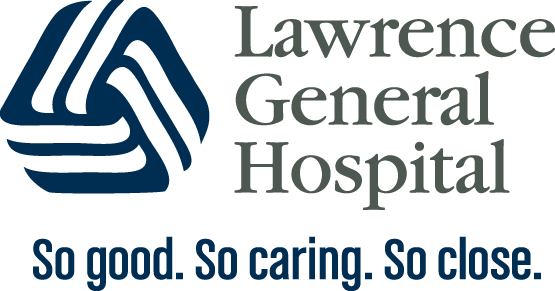 Lawrence
General
Hospital
So good. So caring. So close.